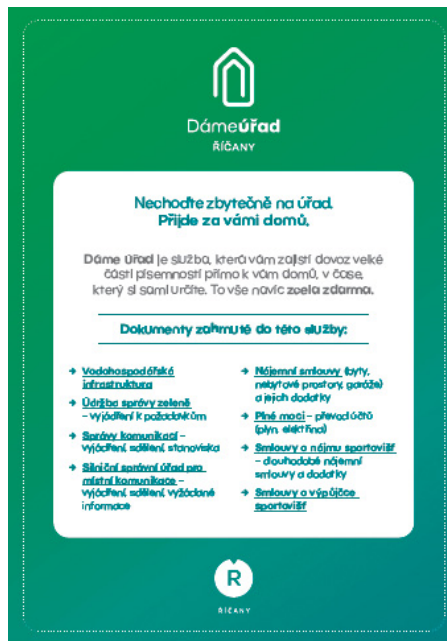 Dámeúřad
ŘÍČANY
Nechoďte zbytečně na úřad.
Přijde za vámi domů.
Dáme úřad je služba, která vám zajistí dovoz velké
části písemností přímo k vám domů, v čase,
který si sami určíte. To vše navíc zcela zdarma.
Dokumenty zahrnuté do této služby:
→ Vodohospodářská
infrastruktura
→ Údržba správy zeleně
– vyjádření k požadavkům
→ Správy komunikací –
vyjádření, sdělení, stanoviska
→ Silniční správní úřad pro
místní komunikace –
vyjádření, sdělení, vyžádané
informace
→ Nájemní smlouvy (byty,
nebytové prostory, garáže)
a jejich dodatky
→ Plné moci – převod účtů
(plyn, elektřina)
→ Smlouvy o nájmu sportovišť
– dlouhodobé nájemní
smlouvy a dodatky
→ Smlouvy o výpůjčce
sportovišť
Ř
ŘÍČANY